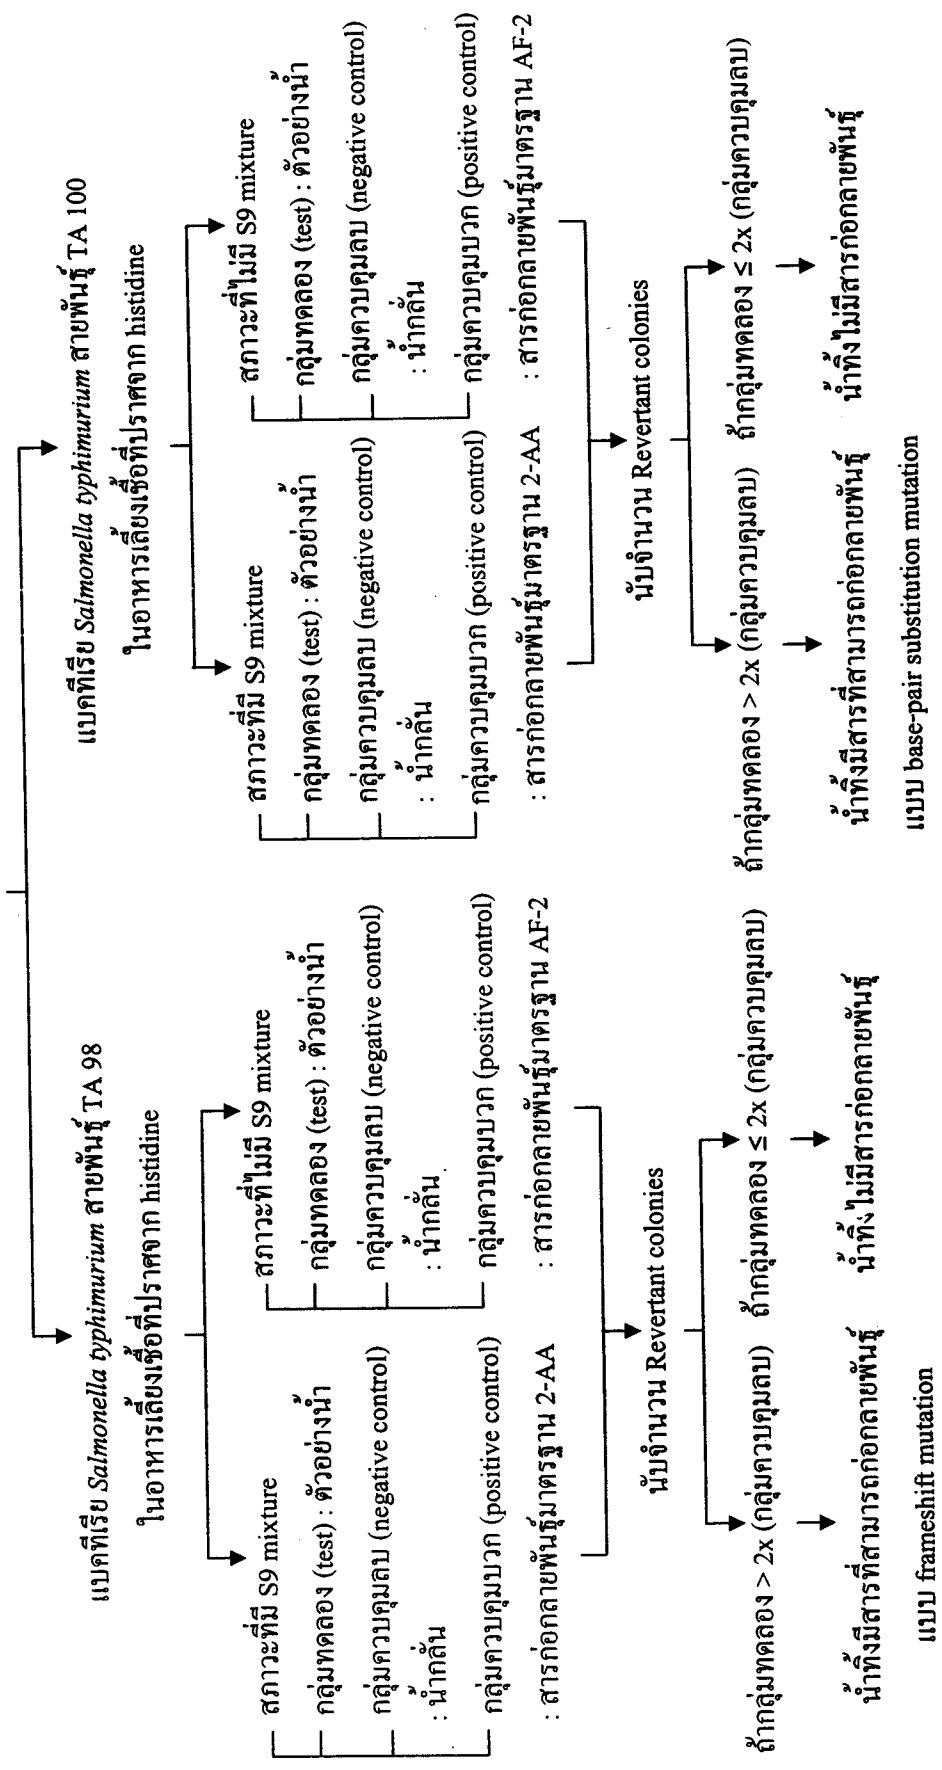 แบคทีเรีย Salmonella typhimurium สายพันธุ์ TA 98
ในอาหารเลี้ยงเชื้อที่ปราศจาก histidine
สภาวะที่มี S9 mixture
กลุ่มทดลอง (test) : ตัวอย่างน้ำ
กลุ่มควบคุมลบ (negative control)
: น้ำกลั่น
กลุ่มควบคุมบวก (positive control)
: สารก่อกลายพันธุ์มาตรฐาน 2-AA
สภาวะที่ไม่มี S9 mixture
กลุ่มทดลอง (test) : ตัวอย่างน้ำ
กลุ่มควบคุมลบ (negative control)
: น้ำกลั่น
กลุ่มควบคุมบวก (positive control)
: สารก่อกลายพันธุ์มาตรฐาน AF-2
นับจำนวน Revertant colonies
ถ้ากลุ่มทดลอง > 2x (กลุ่มควบคุมลบ)
น้ำทิ้งมีสารที่สามารถก่อกลายพันธุ์
แบบ frameshift mutation
ถ้ากลุ่มทดลอง ≤ 2x (กลุ่มควบคุมลบ)
น้ำทิ้งไม่มีสารก่อกลายพันธุ์
แบคทีเรีย Salmonella typhimurium สายพันธุ์ TA 100
ในอาหารเลี้ยงเชื้อที่ปราศจาก histidine
สภาวะที่มี S9 mixture
กลุ่มทดลอง (test) : ตัวอย่างน้ำ
กลุ่มควบคุมลบ (negative control)
: น้ำกลั่น
กลุ่มควบคุมบวก (positive control)
: สารก่อกลายพันธุ์มาตรฐาน 2-AA
สภาวะที่ไม่มี S9 mixture
กลุ่มทดลอง (test) : ตัวอย่างน้ำ
กลุ่มควบคุมลบ (negative control)
: น้ำกลั่น
กลุ่มควบคุมบวก (positive control)
: สารก่อกลายพันธุ์มาตรฐาน AF-2
นับจำนวน Revertant colonies
ถ้ากลุ่มทดลอง > 2x (กลุ่มควบคุมลบ)
น้ำทิ้งมีสารที่สามารถก่อกลายพันธุ์
แบบ base-pair substitution mutation
ถ้ากลุ่มทดลอง ≤ 2x (กลุ่มควบคุมลบ)
น้ำทิ้งไม่มีสารก่อกลายพันธุ์